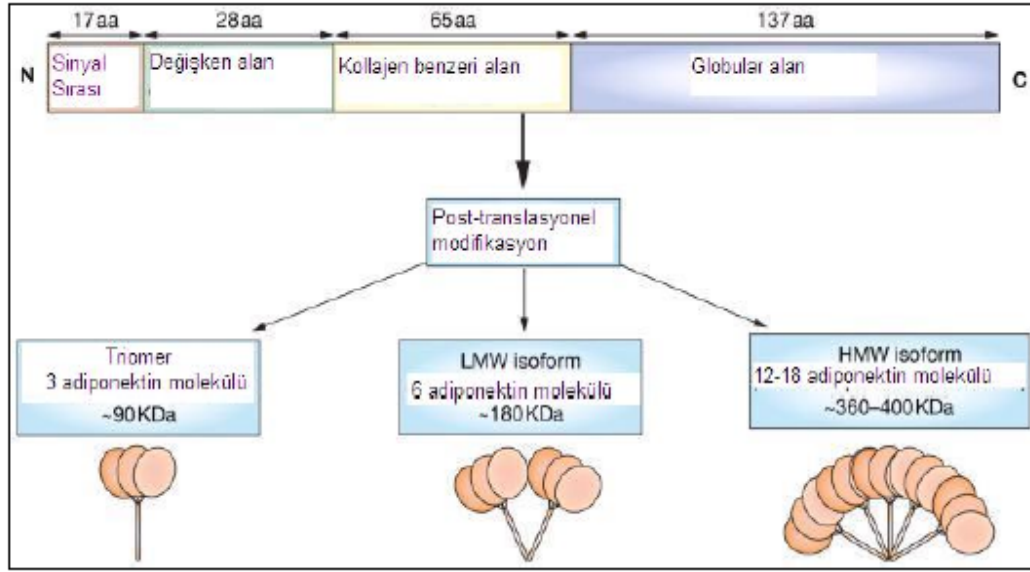 17aa 28aa 65aa 137aa
N
Sinyal
Sırası
Değişken alan
Kollajen benzeri alan
Globular alan
C
Post-translasyonel
modifikasyon
Triomer
3 adiponektin molekülü
~90KDa
LMW isoform
6 adiponektin molekülü
~180KDa
HMW isoform
12-18 adiponektin molekülü
~360–400KDa